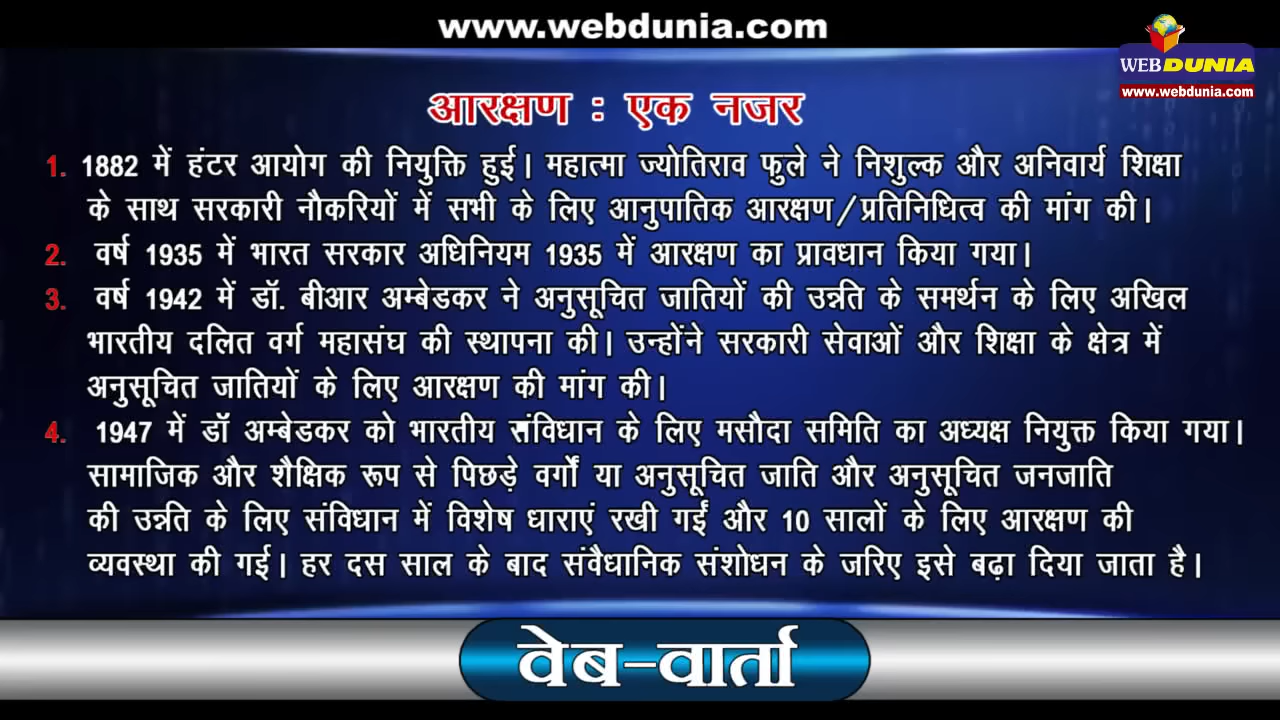 www.webdunia.com
WEBDUNIA
www.webdunia.com
आरक्षण : एक नजर
1. 1882 में हंटर आयोग की नियुक्ति हुई। महात्मा ज्योतिराव फुले ने निशुल्क और अनिवार्य शिक्षा
के साथ सरकारी नौकरियों में सभी के लिए आनुपातिक आरक्षण/प्रतिनिधित्व की मांग की।
2. वर्ष 1935 में भारत सरकार अधिनियम 1935 में आरक्षण का प्रावधान किया गया।
3. वर्ष 1942 में डॉ. बीआर अम्बेडकर ने अनुसूचित जातियों की उन्नति के समर्थन के लिए अखिल
भारतीय दलित वर्ग महासंघ की स्थापना की। उन्होंने सरकारी सेवाओं और शिक्षा के क्षेत्र में
अनुसूचित जातियों के लिए आरक्षण की मांग की।
4. 1947 में डॉ अम्बेडकर को भारतीय संविधान के लिए मसौदा समिति का अध्यक्ष नियुक्त किया गया।
सामाजिक और शैक्षिक रूप से पिछड़े वर्गों या अनुसूचित जाति और अनुसूचित जनजाति
की उन्नति के लिए संविधान में विशेष धाराएं रखी गईं और 10 सालों के लिए आरक्षण की
व्यवस्था की गई। हर दस साल के बाद संवैधानिक संशोधन के जरिए इसे बढ़ा दिया जाता है।
वेब-वार्ता